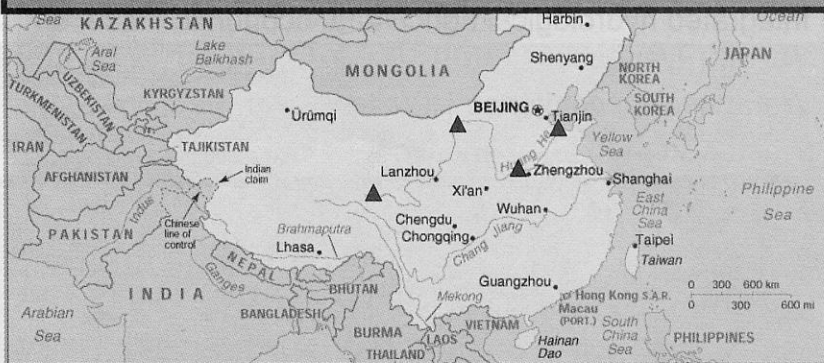 Harbin
Ocean
Sea
KAZAKHSTAN
Aral
Sea
Lake
Balkhash
Shenyang
JAPAN
MONGOLIA
NORTH
KOREA
UZBEKISTAN
TURKMENISTAN
KYRGYZSTAN
BEIJING
Tianjin
SOUTH
KOREA
Ürümqi
Yellow
Sea
IRAN
TAJIKISTAN
Indian
claim
Lanzhou
Zhengzhou
AFGHANISTAN
Xi'an
Shanghai
Philippine
Sea
Indus
Chinese
line of
control
Wuhan
East
China
Sea
PAKISTAN
Brahmaputra
Chengdu
Chongqing
Chang Jiang
Lhasa
Taipei
Taiwan
NEPAL
Ganges
BHUTAN
Guangzhou
0 300 600 km
0 300 600 mi
INDIA
Mekong
Hong Kong S.A.R.
Macau
(PORT.)
Arabian
Sea
BANGLADESH
BURMA
LAOS
VIETNAM
South
China
Sea
Hainan
Dao
PHILIPPINES
THAILAND